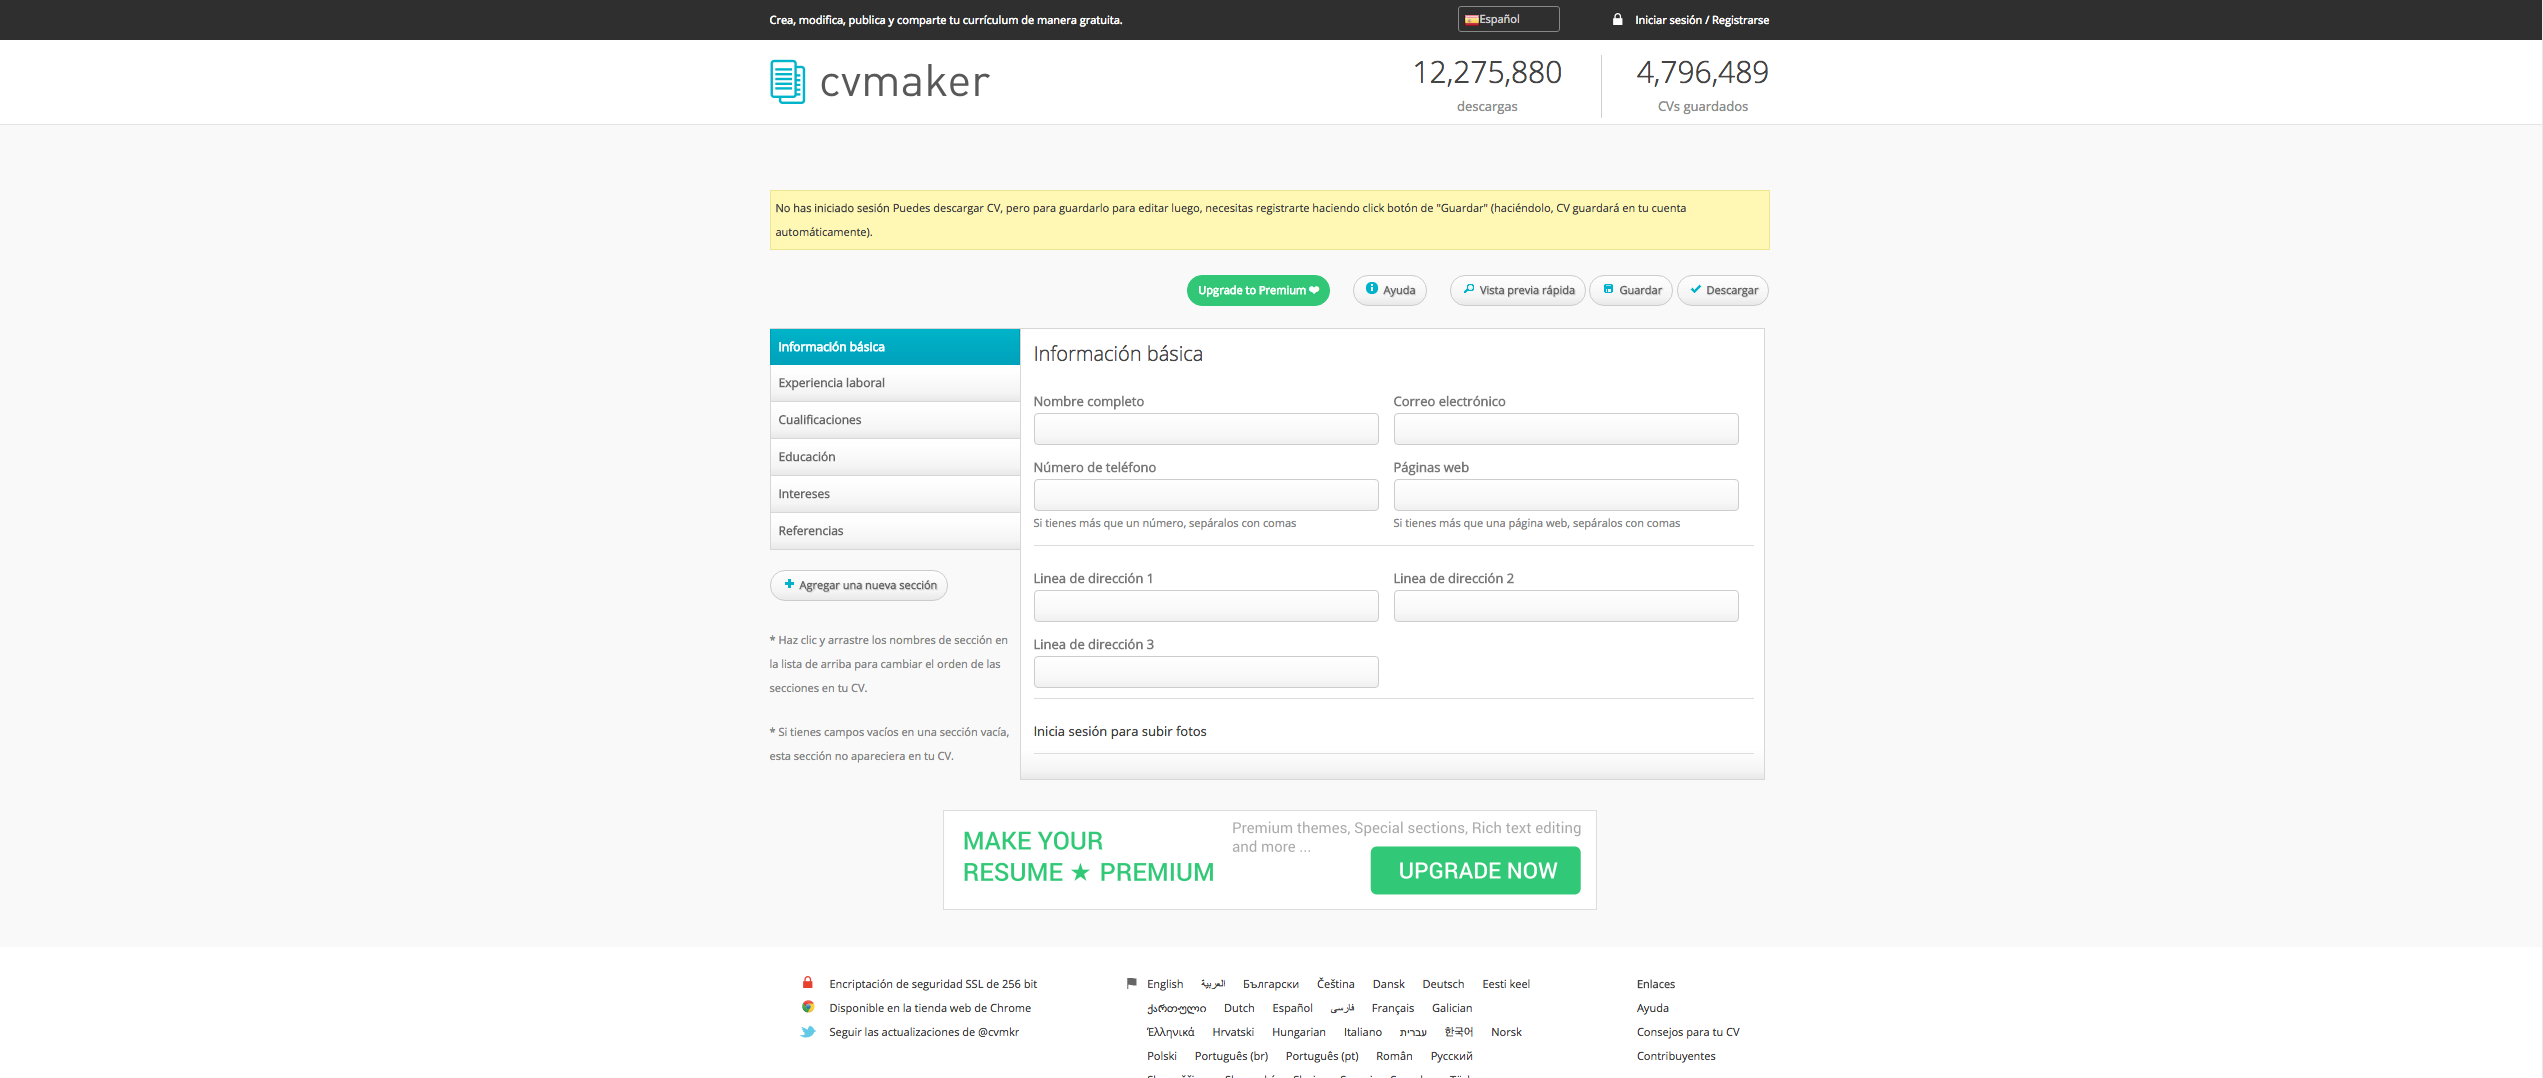 Crea, modifica, publica y comparte tu currículum de manera gratuita.
Español
Iniciar sesión / Registrarse
cvmaker
12,275,880
descargas
4,796,489
CVs guardados
No has iniciado sesión Puedes descargar CV, pero para guardarlo para editar luego, necesitas registrarte haciendo click botón de "Guardar" (haciéndolo, CV guardará en tu cuenta
automáticamente).
Upgrade to Premium ❤
Ayuda
Vista previa rápida
Guardar
Descargar
Información básica
Experiencia laboral
Cualificaciones
Educación
Intereses
Referencias
Agregar una nueva sección
* Haz clic y arrastre los nombres de sección en
la lista de arriba para cambiar el orden de las
secciones en tu CV.
* Si tienes campos vacíos en una sección vacía,
esta sección no apareciera en tu CV.
Información básica
Nombre completo
Correo electrónico
Número de teléfono
Páginas web
Si tienes más que un número, sepáralos con comas
Si tienes más que una página web, sepáralos con comas
Linea de dirección 1
Linea de dirección 2
Linea de dirección 3
Inicia sesión para subir fotos
MAKE YOUR
RESUME ★ PREMIUM
Premium themes, Special sections, Rich text editing
and more ...
UPGRADE NOW
Encriptación de seguridad SSL de 256 bit
Disponible en la tienda web de Chrome
Seguir las actualizaciones de @cvmkr
English العربية Български Čeština Dansk Deutsch Eesti keel
ქართული Dutch Español فارسی Français Galician
Έλληνικά Hrvatski Hungarian Italiano עברית 한국어 Norsk
Polski Português (br) Português (pt) Român Русский
Enlaces
Ayuda
Consejos para tu CV
Contribuyentes